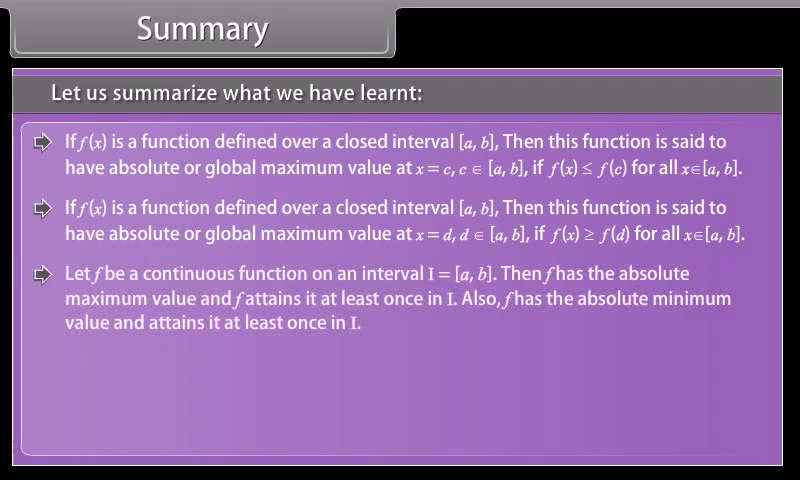 Summary
Let us summarize what we have learnt:
If f (x) is a function defined over a closed interval [a, b], Then this function is said to
have absolute or global maximum value at x = c, c ∈ [a, b], if f (x) ≤ f (c) for all x∈[a, b].
If f (x) is a function defined over a closed interval [a, b], Then this function is said to
have absolute or global maximum value at x = d, d ∈ [a, b], if f (x) ≥ f (d) for all x∈[a, b].
Let f be a continuous function on an interval I = [a, b]. Then f has the absolute
maximum value and f attains it at least once in I. Also, f has the absolute minimum
value and attains it at least once in I.